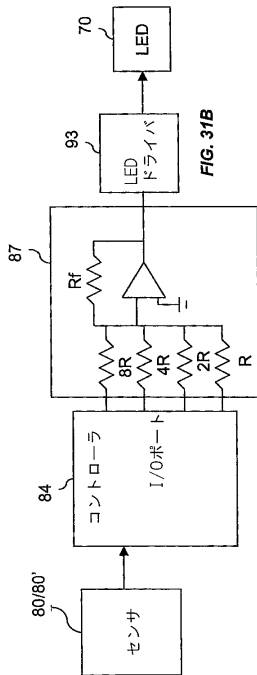 80/80'
センサ
84
コントローラ
I/Oポート
87
8R
4R
2R
R
Rf
93
LED
ドライバ
70
LED
FIG. 31B